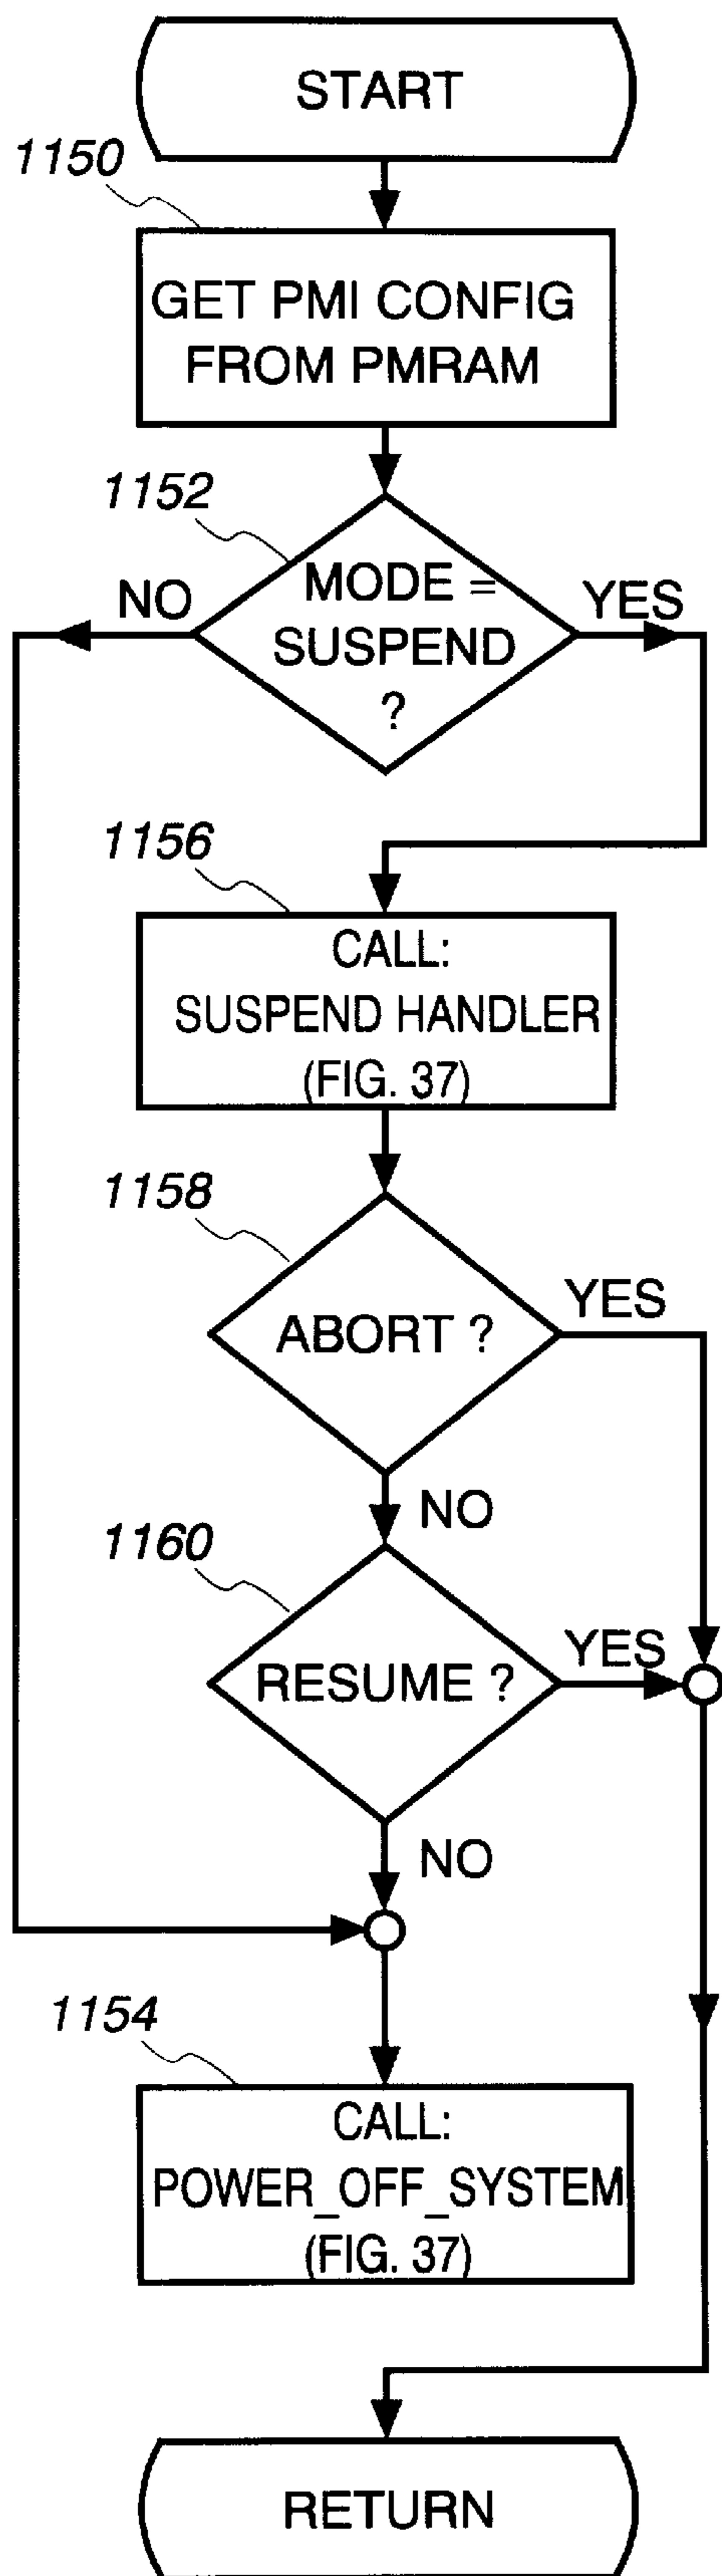 START
1150
GET PMI CONFIG
FROM PMRAM
1152
NO
MODE =
YES
SUSPEND
?
1156
CALL:
SUSPEND HANDLER
(FIG. 37)
1158
YES
ABORT ?
NO
1160
YES
RESUME ?
NO
1154
CALL:
POWER_OFF_SYSTEM
(FIG. 37)
RETURN